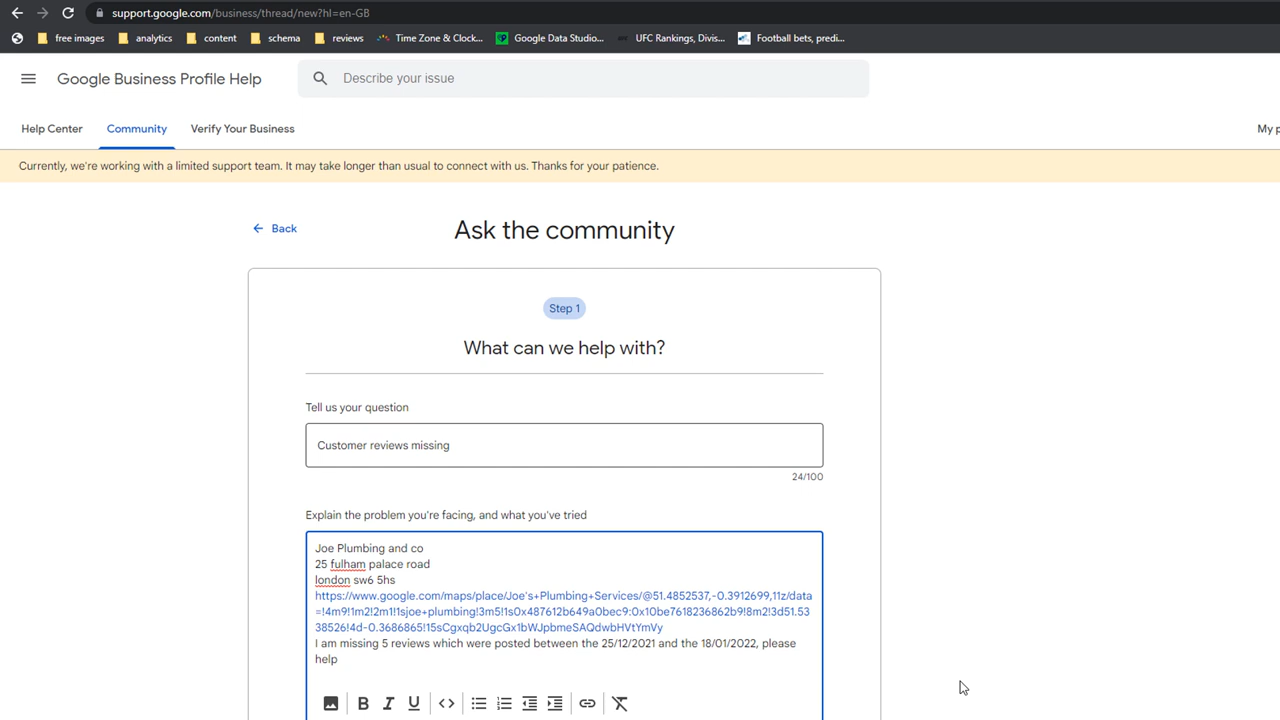 support.google.com/business/thread/new?hl=en-GB
free images analytics content schema reviews Time Zone & Clock... Google Data Studio... UFC Rankings, Divis... Football bets, predi...
Google Business Profile Help Describe your issue
Help Center Community Verify Your Business My p
Currently, we're working with a limited support team. It may take longer than usual to connect with us. Thanks for your patience.
Back
Ask the community
Step 1
What can we help with?
Tell us your question
Customer reviews missing
24/100
Explain the problem you're facing, and what you've tried
Joe Plumbing and co
25 fulham palace road
london sw6 5hs
https://www.google.com/maps/place/Joe's+Plumbing+Services/@51.4852537,-0.3912699,11z/data
=!4m9!1m2!2m1!1sjoe+plumbing!3m5!1s0x487612b649a0bec9:0x10be7618236862b9!8m2!3d51.53
38526!4d-0.3686865!15sCgxqb2UgcGx1bWJpbmeSAQdwbHVtYmVy
I am missing 5 reviews which were posted between the 25/12/2021 and the 18/01/2022, please
help
B I U